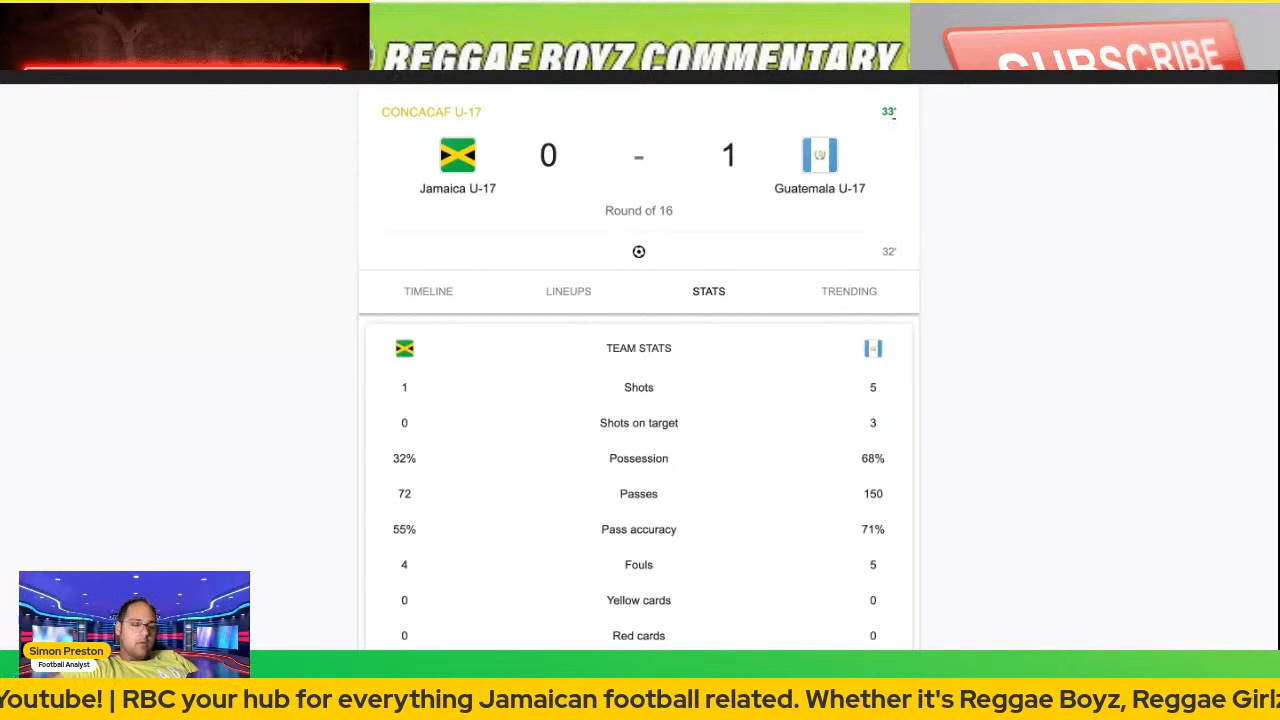 REGGAE BOYZ COMMENTARY
SUBSCRIBE
CONCACAF U-17
33'
0 - 1
Jamaica U-17
Guatemala U-17
Round of 16
32'
TIMELINE LINEUPS STATS TRENDING
TEAM STATS
1 Shots 5
0 Shots on target 3
32% Possession 68%
72 Passes 150
55% Pass accuracy 71%
4 Fouls 5
0 Yellow cards 0
0 Red cards 0
Simon Preston
Football Analyst
Youtube! | RBC your hub for everything Jamaican football related. Whether it's Reggae Boyz, Reggae Girlz